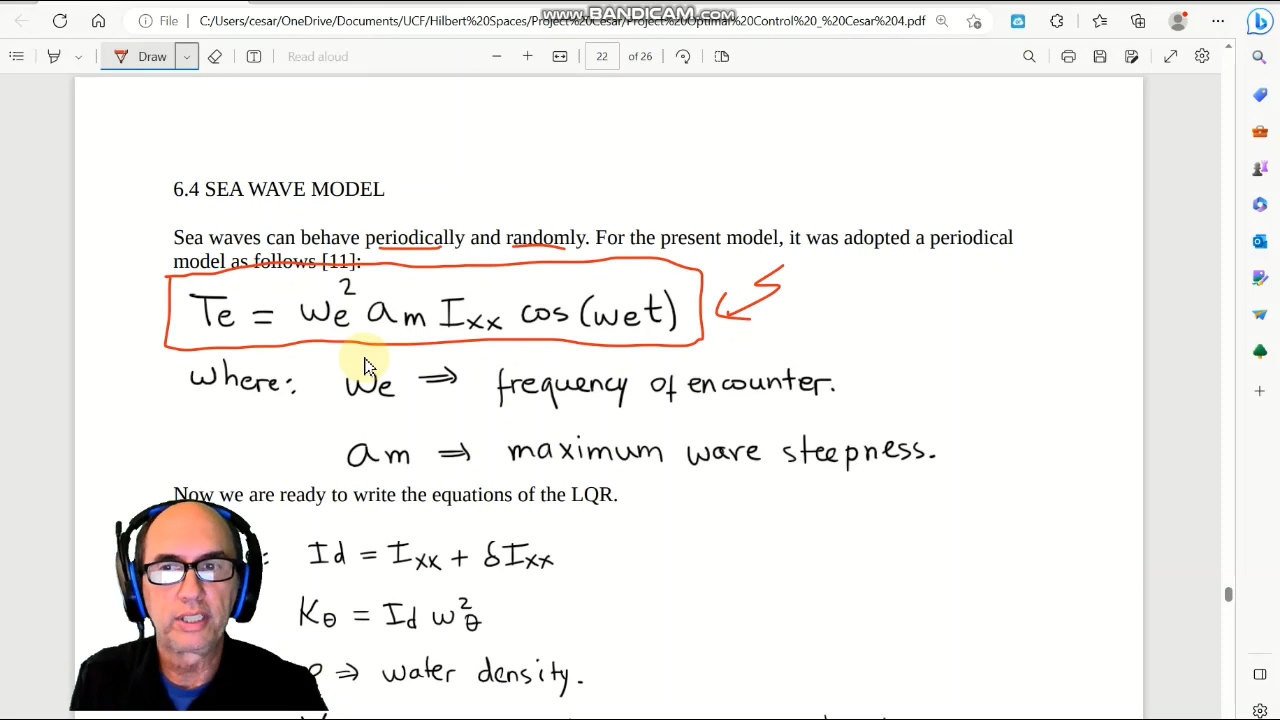 www.BANDICAM.com
File C:/Users/cesar/OneDrive/Documents/UCF/Hilbert%20Spaces/Project%20Cesar/Project%20Optimal%20Control%20_%20Cesar%204.pdf
Draw Read aloud 22 of 26
6.4 SEA WAVE MODEL
Sea waves can behave periodically and randomly. For the present model, it was adopted a periodical
model as follows [11]:
Te = we² am Ixx cos(wet)
where: we ⇒ frequency of encounter.
am ⇒ maximum wave steepness.
Now we are ready to write the equations of the LQR.
: Id = Ixx + δIxx
Kθ = Id w²θ
⇒ water density.